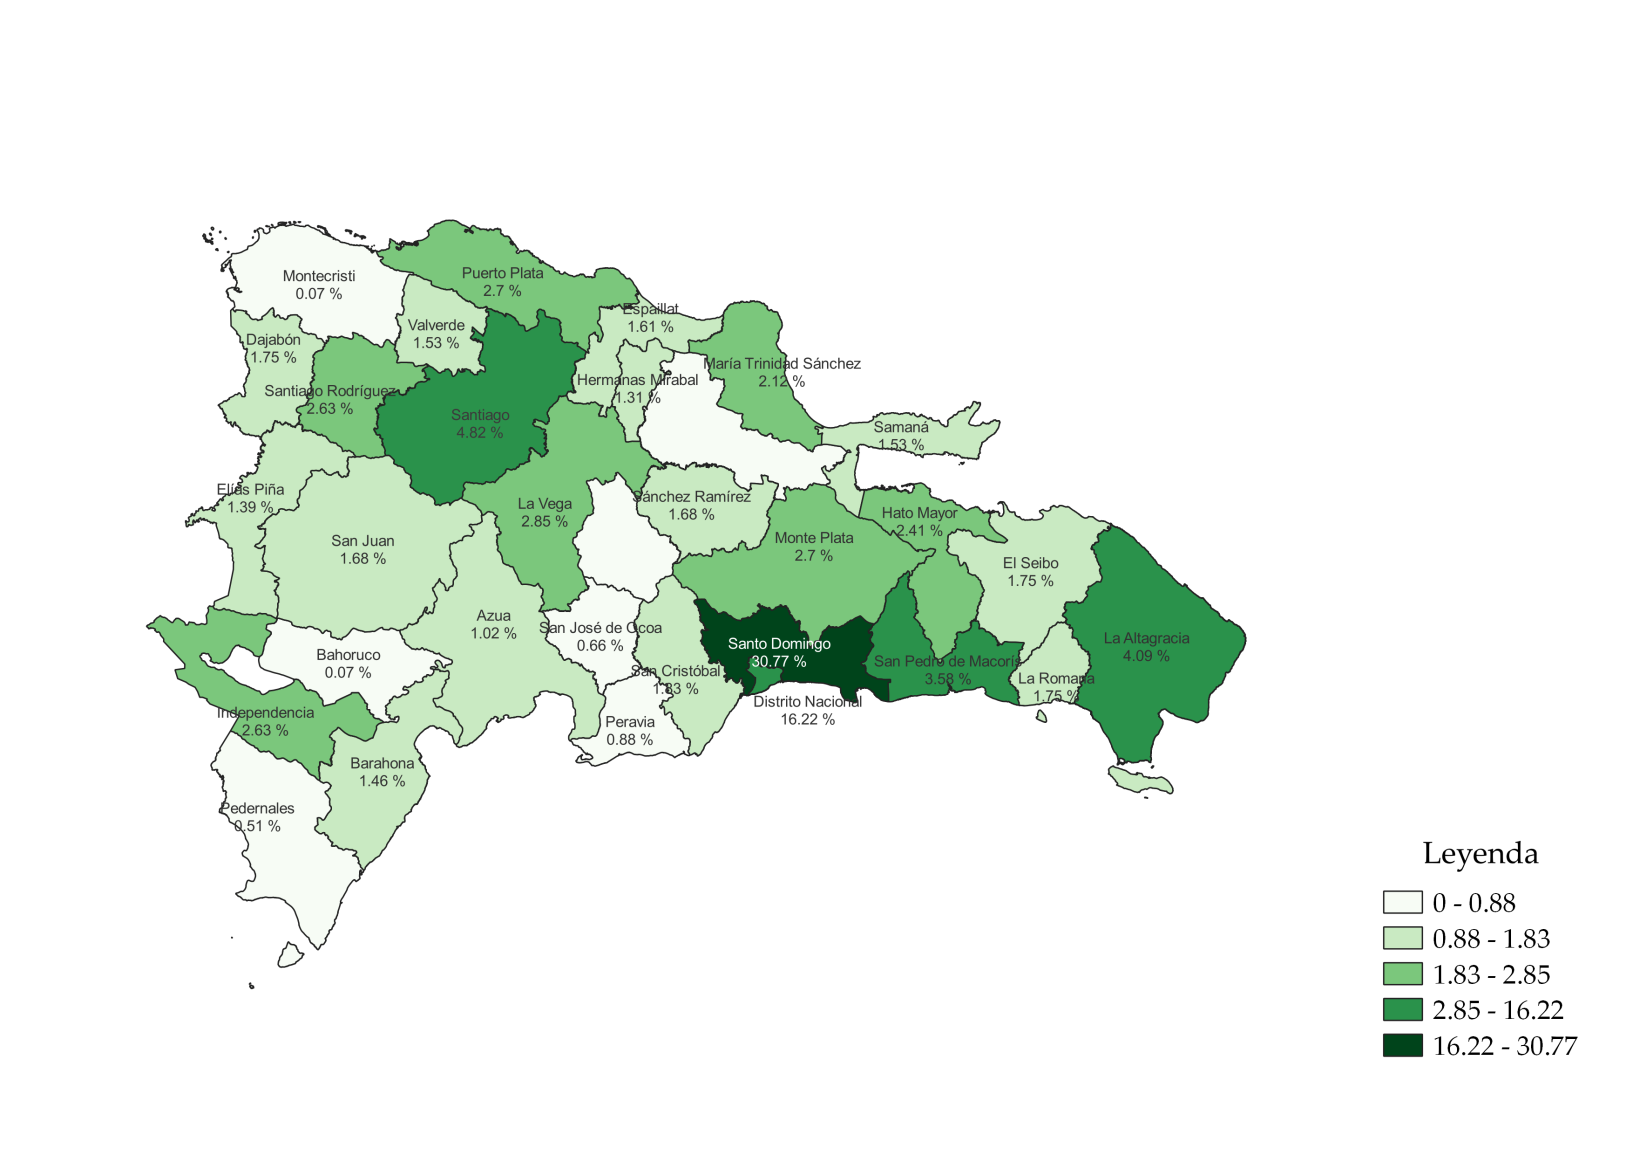 Montecristi
0.07 %
Puerto Plata
2.7 %
Espaillat
1.61 %
Valverde
1.53 %
Dajabón
1.75 %
María Trinidad Sánchez
2.12 %
Hermanas Mirabal
1.31 %
Santiago Rodríguez
2.63 %
Santiago
4.82 %
Samaná
1.53 %
Elías Piña
1.39 %
Sánchez Ramírez
1.68 %
La Vega
2.85 %
Hato Mayor
2.41 %
San Juan
1.68 %
Monte Plata
2.7 %
El Seibo
1.75 %
Azua
1.02 %
San José de Ocoa
0.66 %
Santo Domingo
30.77 %
La Altagracia
4.09 %
Bahoruco
0.07 %
San Cristóbal
1.83 %
San Pedro de Macorís
3.58 %
La Romana
1.75 %
Distrito Nacional
16.22 %
Independencia
2.63 %
Peravia
0.88 %
Barahona
1.46 %
Pedernales
0.51 %
Leyenda
0 - 0.88
0.88 - 1.83
1.83 - 2.85
2.85 - 16.22
16.22 - 30.77